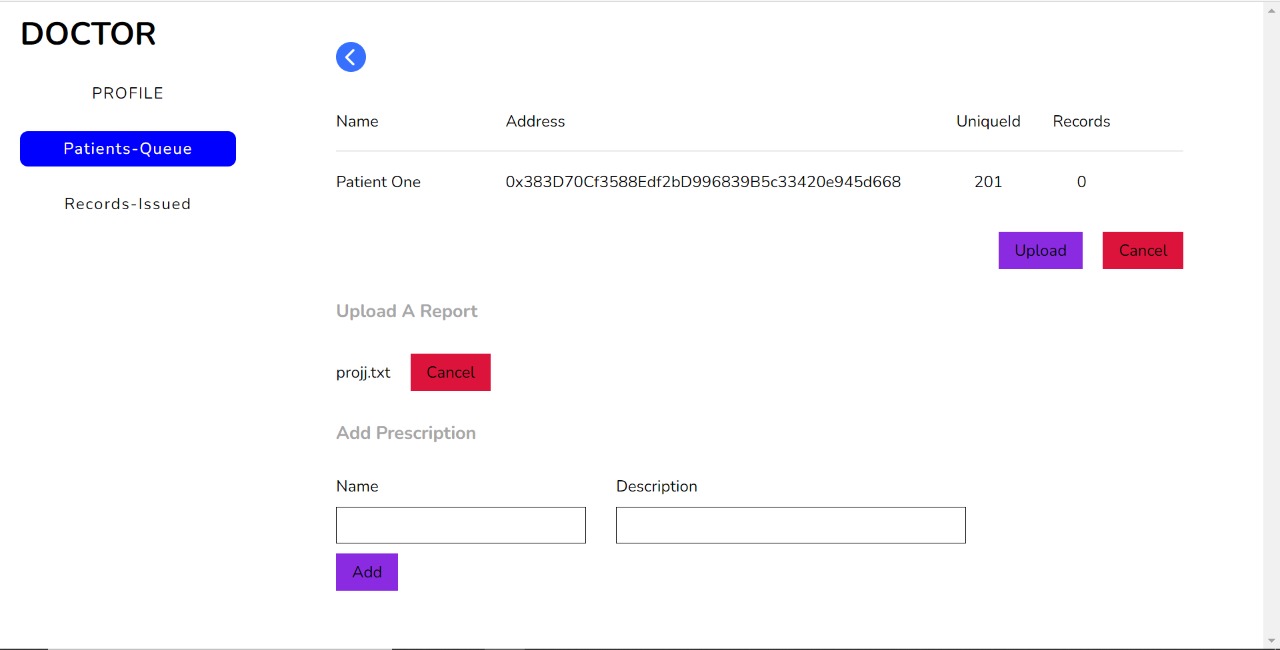 DOCTOR
PROFILE
Patients-Queue
Records-Issued
Name Address UniqueId Records
Patient One 0x383D70Cf3588Edf2bD996839B5c33420e945d668 201 0
Upload Cancel
Upload A Report
projj.txt Cancel
Add Prescription
Name Description
Add